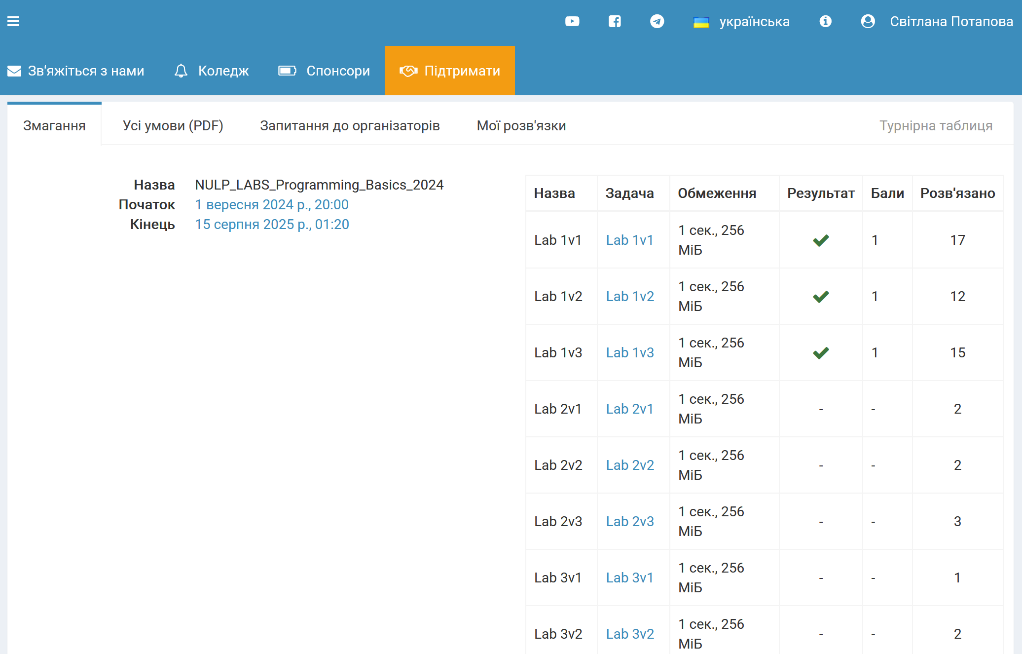 українська
Світлана Потапова
Зв'яжіться з нами
Коледж
Спонсори
Підтримати
Змагання
Усі умови (PDF)
Запитання до організаторів
Мої розв'язки
Турнірна таблиця
Назва NULP_LABS_Programming_Basics_2024
Початок 1 вересня 2024 р., 20:00
Кінець 15 серпня 2025 р., 01:20
Назва Задача Обмеження Результат Бали Розв'язано
Lab 1v1 Lab 1v1 1 сек., 256 МіБ 1 17
Lab 1v2 Lab 1v2 1 сек., 256 МіБ 1 12
Lab 1v3 Lab 1v3 1 сек., 256 МіБ 1 15
Lab 2v1 Lab 2v1 1 сек., 256 МіБ - - 2
Lab 2v2 Lab 2v2 1 сек., 256 МіБ - - 2
Lab 2v3 Lab 2v3 1 сек., 256 МіБ - - 3
Lab 3v1 Lab 3v1 1 сек., 256 МіБ - - 1
Lab 3v2 Lab 3v2 1 сек., 256 МіБ - - 2